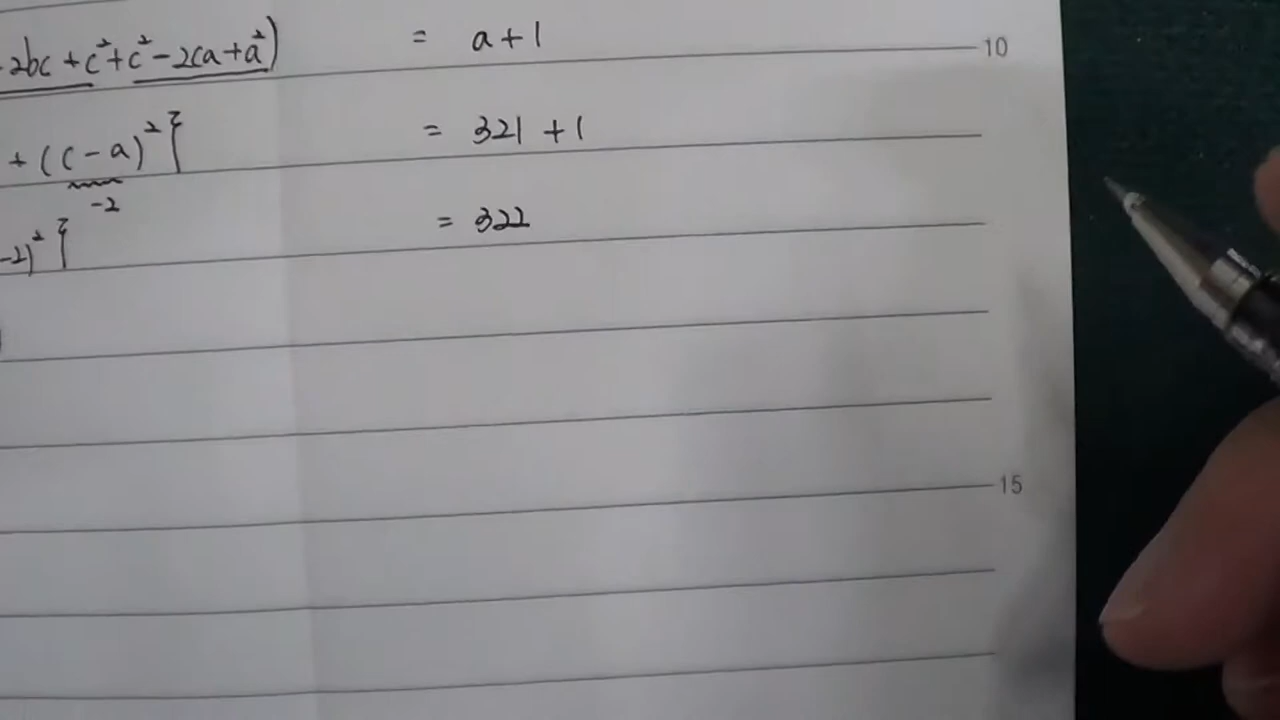 2bc + c² + c² - 2ca + a²) = a + 1
10
+ (c - a)²} = 321 + 1
-2
-2)²} = 322
15